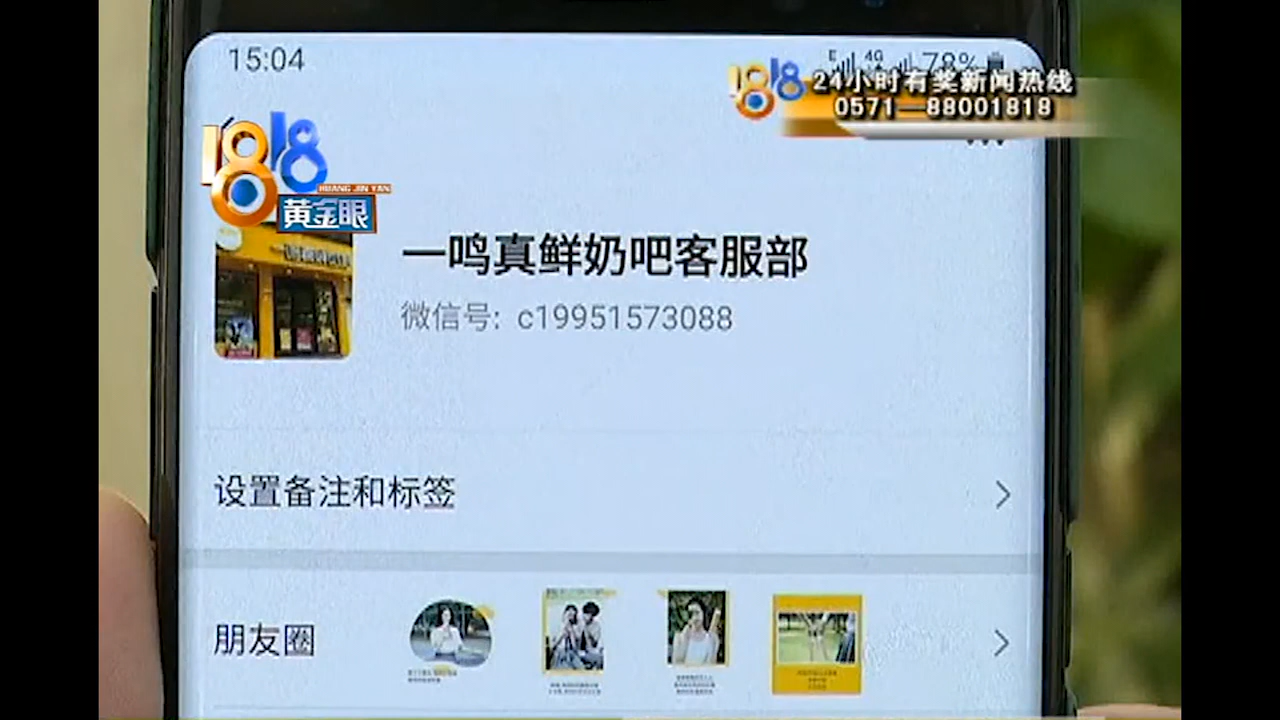 15:04
E 4G 78%
1818 24小时有奖新闻热线
0571—88001818
1818
HUANG JIN YAN
黄金眼
一鸣真鲜奶吧客服部
微信号: c19951573088
设置备注和标签
朋友圈